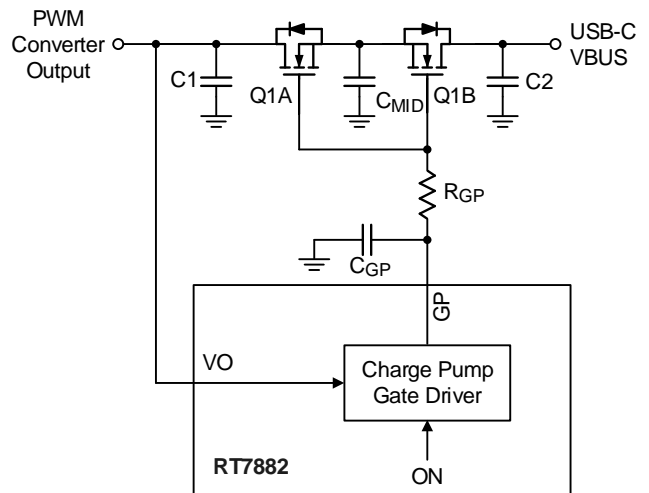 PWM
Converter
Output
C1
Q1A
CMID
Q1B
C2
USB-C
VBUS
RGP
CGP
GP
VO
Charge Pump
Gate Driver
ON
RT7882